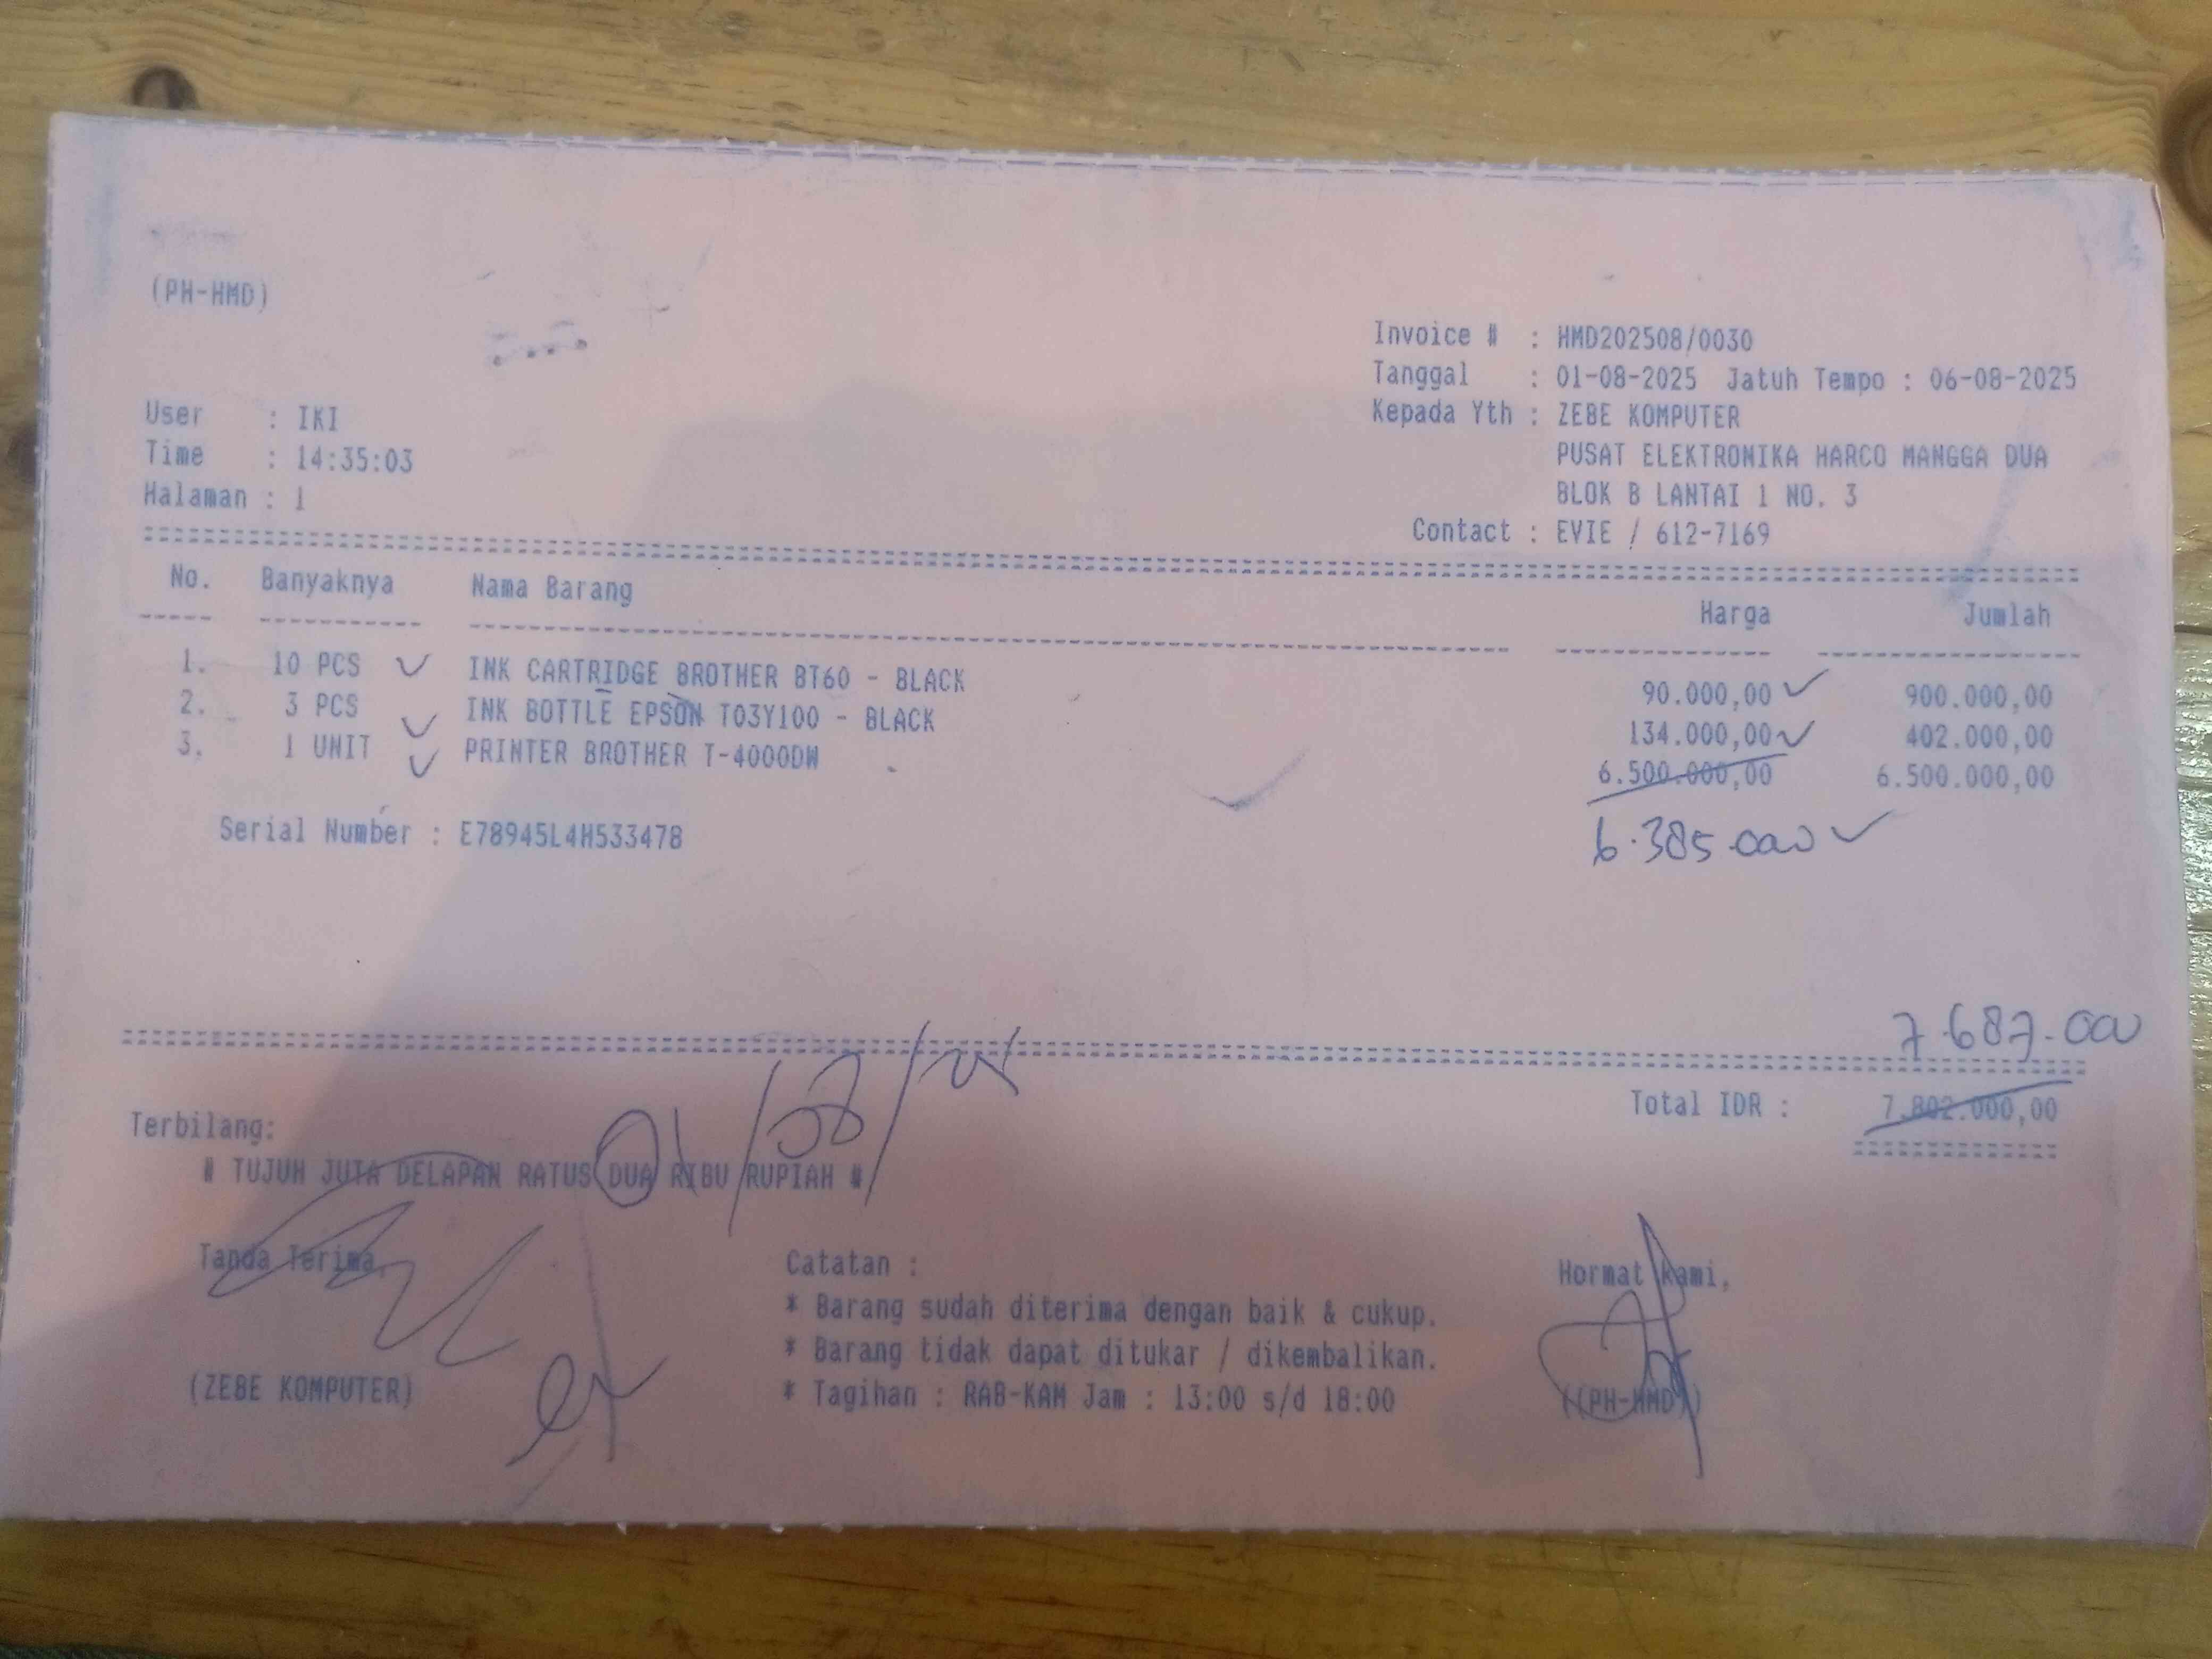 (PH-HMD)
Invoice # : HMD202508/0030
Tanggal : 01-08-2025 Jatuh Tempo : 06-08-2025
Kepada Yth : ZEBE KOMPUTER
PUSAT ELEKTRONIKA HARCO MANGGA DUA
BLOK B LANTAI 1 NO. 3
Contact : EVIE / 612-7169
User : IKI
Time : 14:35:03
Halaman : 1
No. Banyaknya Nama Barang Harga Jumlah
1. 10 PCS INK CARTRIDGE BROTHER BT60 - BLACK 90.000,00 900.000,00
2. 3 PCS INK BOTTLE EPSON T03Y100 - BLACK 134.000,00 402.000,00
3. 1 UNIT PRINTER BROTHER T-4000DW 6.500.000,00 6.500.000,00
6.385.000
Serial Number : E78945L4H533478
7.687.000
Total IDR : 7.802.000,00
01/08/25
Terbilang:
# TUJUH JUTA DELAPAN RATUS DUA RIBU RUPIAH #
Tanda Terima,
(ZEBE KOMPUTER)
Catatan :
* Barang sudah diterima dengan baik & cukup.
* Barang tidak dapat ditukar / dikembalikan.
* Tagihan : RAB-KAM Jam : 13:00 s/d 18:00
Hormat kami,
((PH-HMD))